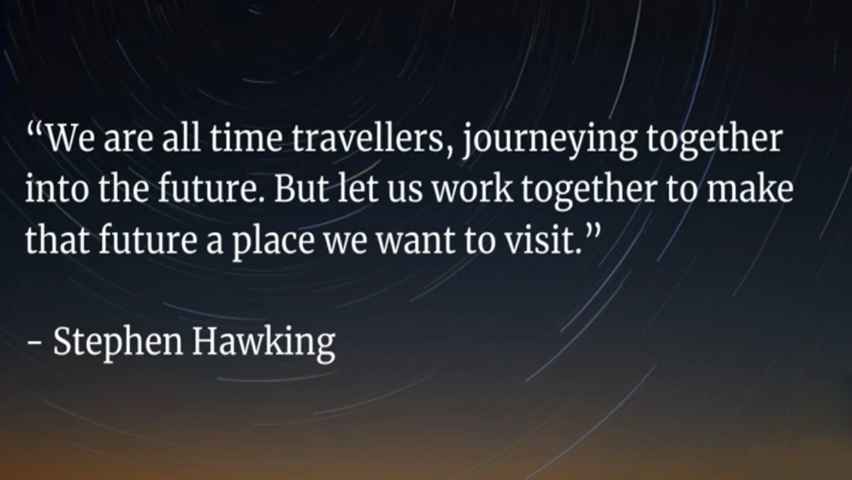 “We are all time travellers, journeying together
into the future. But let us work together to make
that future a place we want to visit.”
- Stephen Hawking